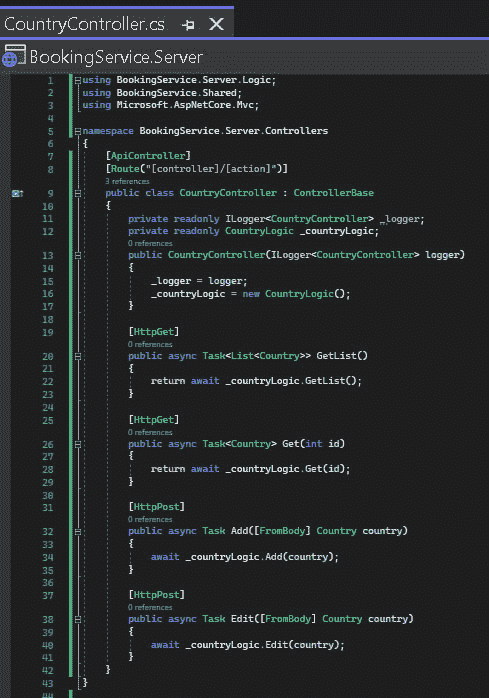 CountryController.cs
BookingService.Server
1 using BookingService.Server.Logic;
2 using BookingService.Shared;
3 using Microsoft.AspNetCore.Mvc;
4
5 namespace BookingService.Server.Controllers
6 {
7 [ApiController]
8 [Route("[controller]/[action]")]
3 references
9 public class CountryController : ControllerBase
10 {
11 private readonly ILogger<CountryController> _logger;
12 private readonly CountryLogic _countryLogic;
0 references
13 public CountryController(ILogger<CountryController> logger)
14 {
15 _logger = logger;
16 _countryLogic = new CountryLogic();
17 }
18
19 [HttpGet]
0 references
20 public async Task<List<Country>> GetList()
21 {
22 return await _countryLogic.GetList();
23 }
24
25 [HttpGet]
0 references
26 public async Task<Country> Get(int id)
27 {
28 return await _countryLogic.Get(id);
29 }
30
31 [HttpPost]
0 references
32 public async Task Add([FromBody] Country country)
33 {
34 await _countryLogic.Add(country);
35 }
36
37 [HttpPost]
0 references
38 public async Task Edit([FromBody] Country country)
39 {
40 await _countryLogic.Edit(country);
41 }
42 }
43 }
44